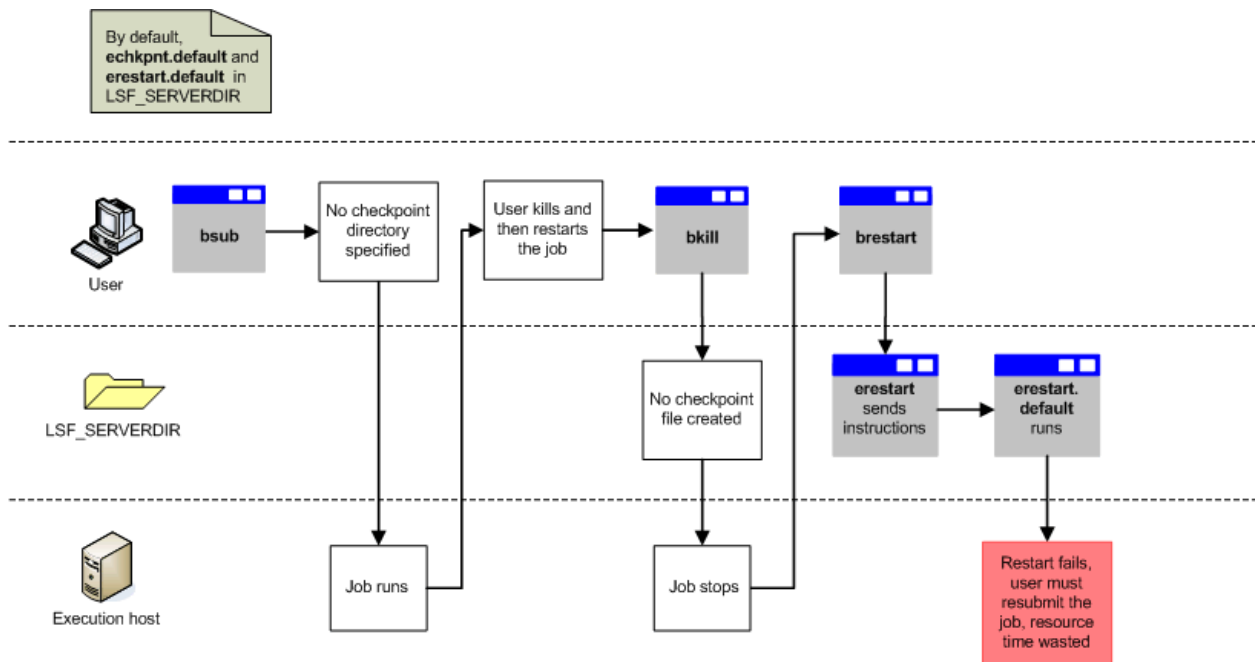 By default,
echkpnt.default and
erestart.default in
LSF_SERVERDIR
User
bsub
No checkpoint
directory
specified
User kills and
then restarts
the job
bkill
brestart
LSF_SERVERDIR
No checkpoint
file created
erestart
sends
instructions
erestart.
default
runs
Execution host
Job runs
Job stops
Restart fails,
user must
resubmit the
job, resource
time wasted